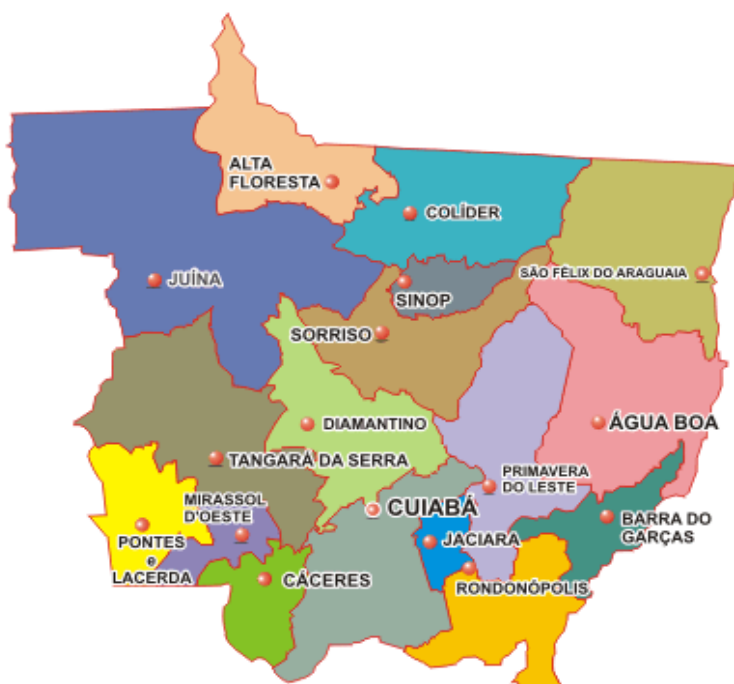 ALTA
FLORESTA
COLÍDER
JUÍNA
SÃO FÉLIX DO ARAGUAIA
SINOP
SORRISO
DIAMANTINO
ÁGUA BOA
TANGARÁ DA SERRA
PRIMAVERA
DO LESTE
MIRASSOL
D'OESTE
CUIABÁ
BARRA DO
GARÇAS
PONTES
e
LACERDA
JACIARA
CÁCERES
RONDONÓPOLIS